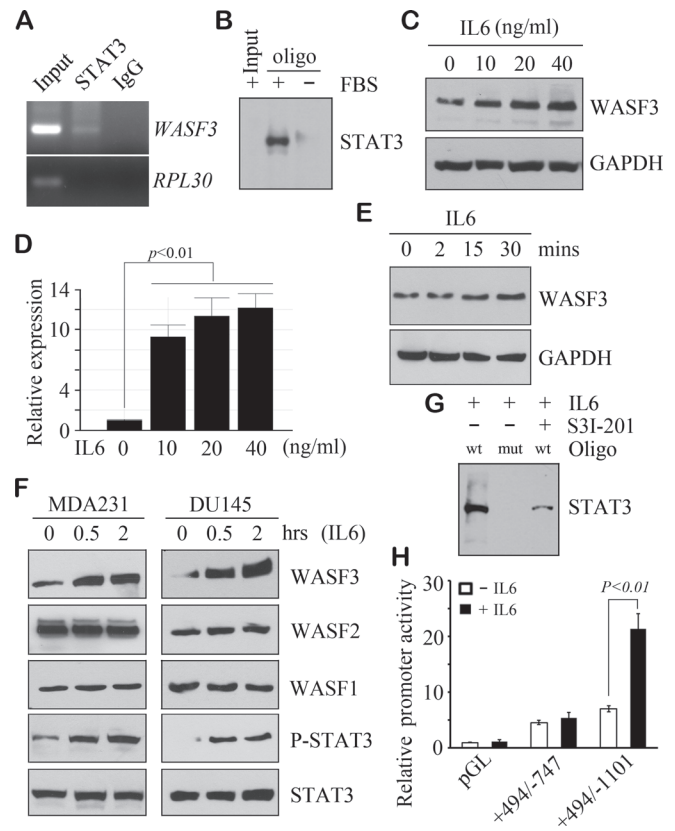 A
Input STAT3 IgG
WASF3
RPL30
B
Input oligo
+ + − FBS
STAT3
C
IL6 (ng/ml)
0 10 20 40
WASF3
GAPDH
D
p<0.01
Relative expression
14
10
4
0
IL6 0 10 20 40 (ng/ml)
E
IL6
0 2 15 30 mins
WASF3
GAPDH
F
MDA231 DU145
0 0.5 2 0 0.5 2 hrs (IL6)
WASF3
WASF2
WASF1
P-STAT3
STAT3
G
+ + + IL6
− − + S3I-201
wt mut wt Oligo
STAT3
H
− IL6
+ IL6
P<0.01
Relative promoter activity
30
20
10
0
pGL +494/-747 +494/-1101